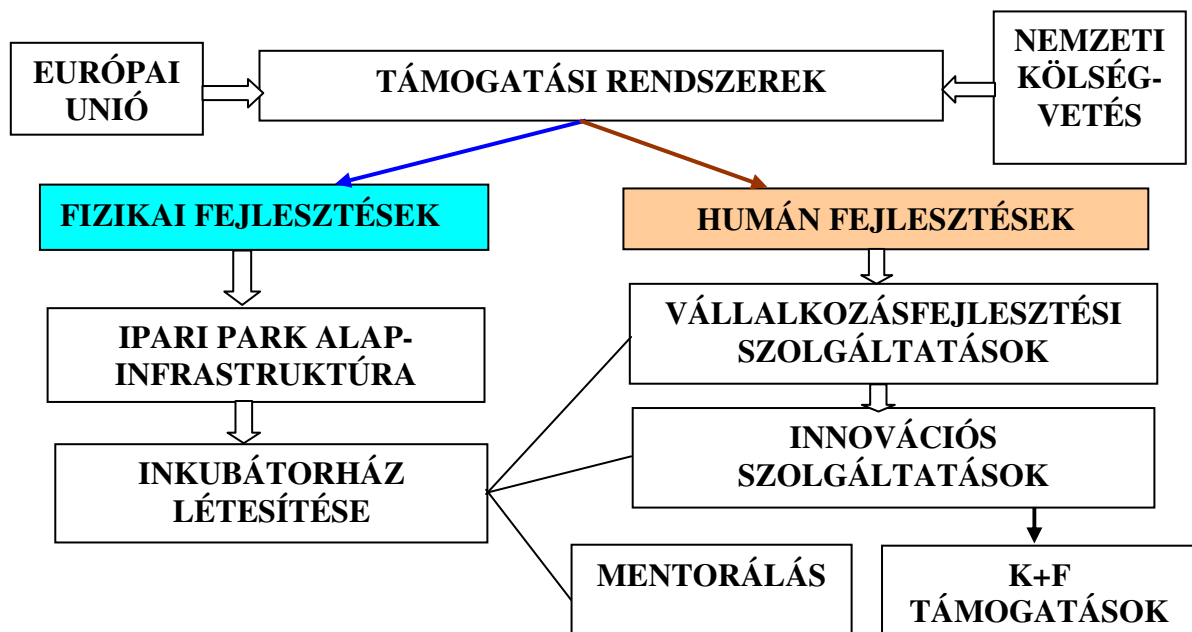 EURÓPAI
UNIÓ
TÁMOGATÁSI RENDSZEREK
NEMZETI
KÖLSÉG-
VETÉS
FIZIKAI FEJLESZTÉSEK
HUMÁN FEJLESZTÉSEK
IPARI PARK ALAP-
INFRASTRUKTÚRA
VÁLLALKOZÁSFEJLESZTÉSI
SZOLGÁLTATÁSOK
INKUBÁTORHÁZ
LÉTESÍTÉSE
INNOVÁCIÓS
SZOLGÁLTATÁSOK
MENTORÁLÁS
K+F
TÁMOGATÁSOK